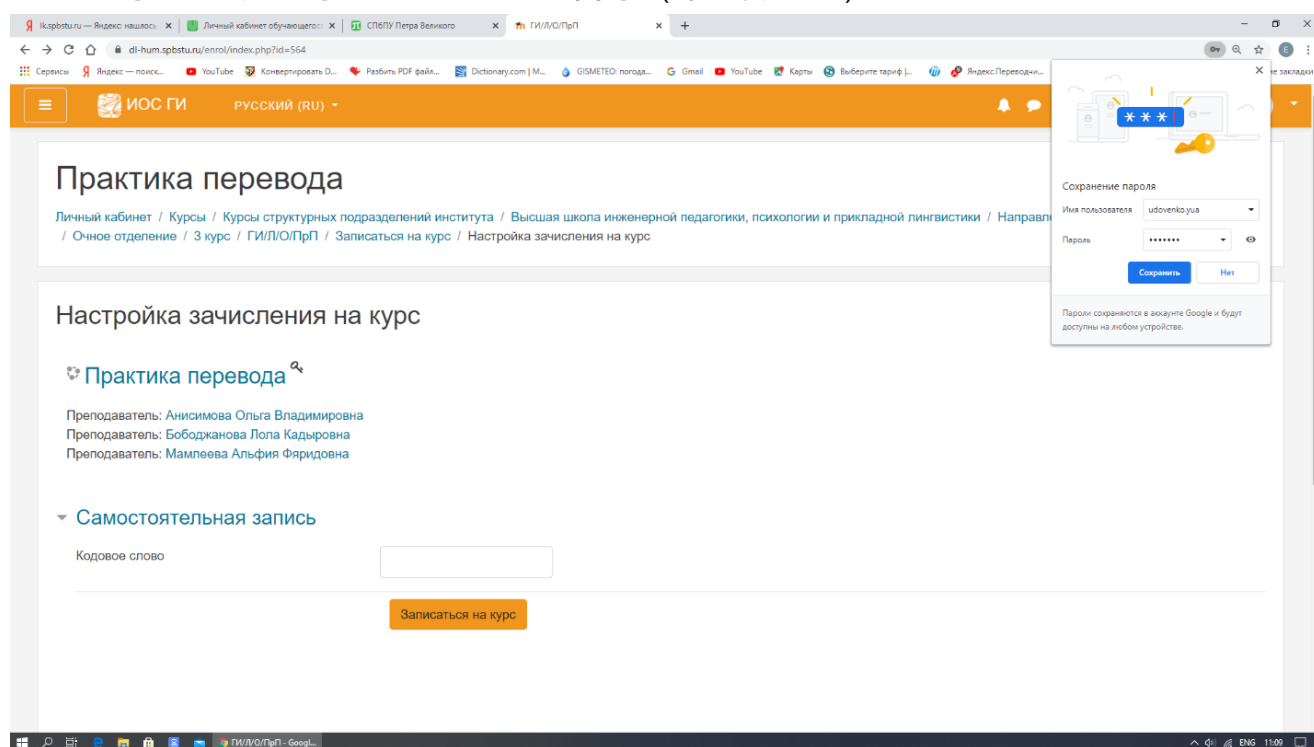 lk.spbstu.ru — Яндекс: нашлось
Личный кабинет обучающегося
СПбПУ Петра Великого
ГИ/Л/О/ПрП
dl-hum.spbstu.ru/enrol/index.php?id=564
Сервисы Яндекс — поиск... YouTube Конвертировать D... Разбить PDF файл... Dictionary.com | M... GISMETEO: погода... Gmail YouTube Карты Выберите тариф |... Яндекс.Переводчи...
ИОС ГИ РУССКИЙ (RU)
Практика перевода
Личный кабинет / Курсы / Курсы структурных подразделений института / Высшая школа инженерной педагогики, психологии и прикладной лингвистики / Направл
/ Очное отделение / 3 курс / ГИ/Л/О/ПрП / Записаться на курс / Настройка зачисления на курс
Сохранение пароля
Имя пользователя udovenko.yua
Пароль •••••••
Сохранить Нет
Пароли сохраняются в аккаунте Google и будут
доступны на любом устройстве.
Настройка зачисления на курс
Практика перевода
Преподаватель: Анисимова Ольга Владимировна
Преподаватель: Бободжанова Лола Кадыровна
Преподаватель: Мамлеева Альфия Фяридовна
Самостоятельная запись
Кодовое слово
Записаться на курс
ГИ/Л/О/ПрП - Googl...
ENG 11:09